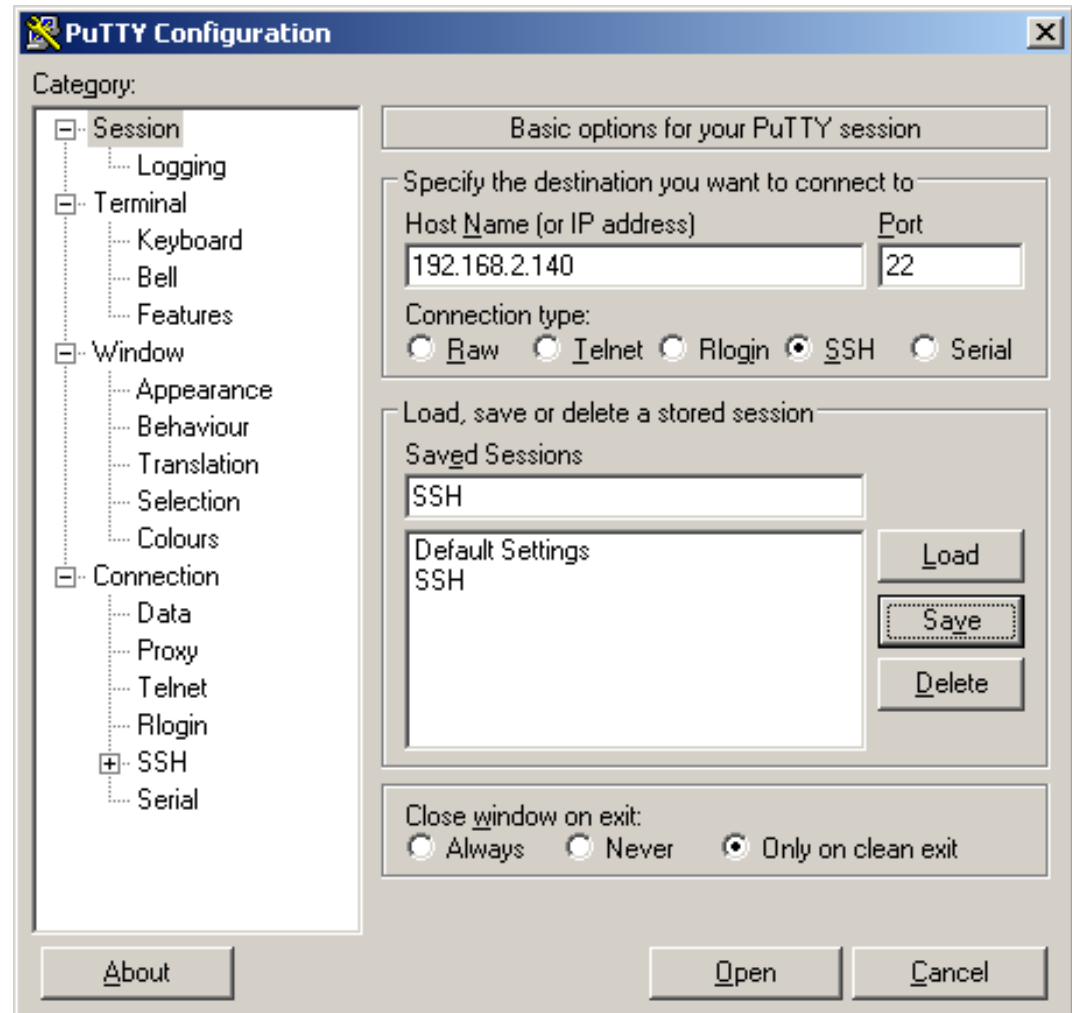 PuTTY Configuration
Category:
Session
Logging
Terminal
Keyboard
Bell
Features
Window
Appearance
Behaviour
Translation
Selection
Colours
Connection
Data
Proxy
Telnet
Rlogin
SSH
Serial
Basic options for your PuTTY session
Specify the destination you want to connect to
Host Name (or IP address) Port
192.168.2.140 22
Connection type:
Raw Telnet Rlogin SSH Serial
Load, save or delete a stored session
Saved Sessions
SSH
Default Settings
SSH
Load
Save
Delete
Close window on exit:
Always Never Only on clean exit
About Open Cancel